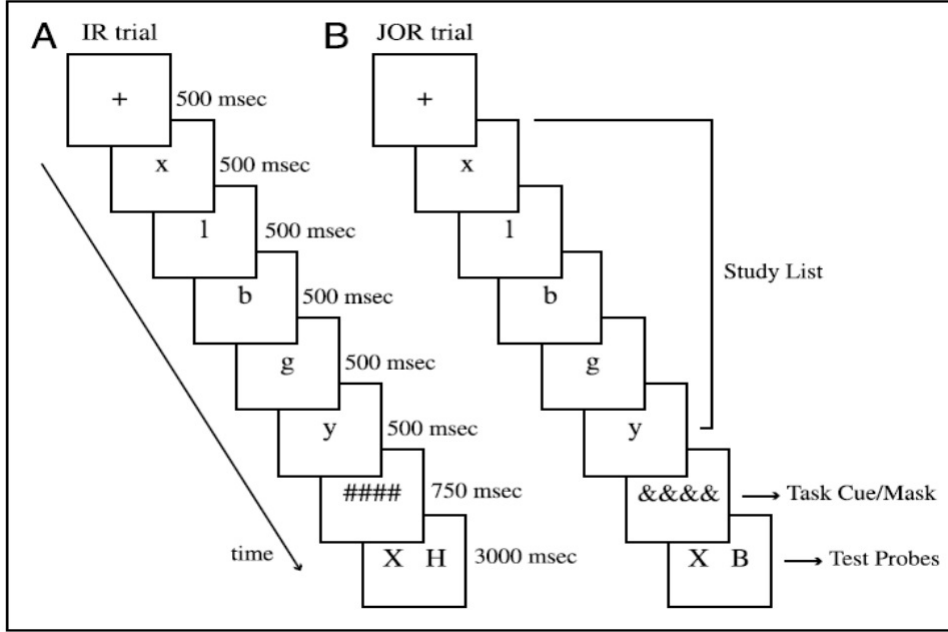 A IR trial
B JOR trial
+ 500 msec
x 500 msec
l 500 msec
b 500 msec
g 500 msec
y 500 msec
#### 750 msec
X H 3000 msec
time
+
x
l
b
g
y
&&&&
X B
Study List
Task Cue/Mask
Test Probes